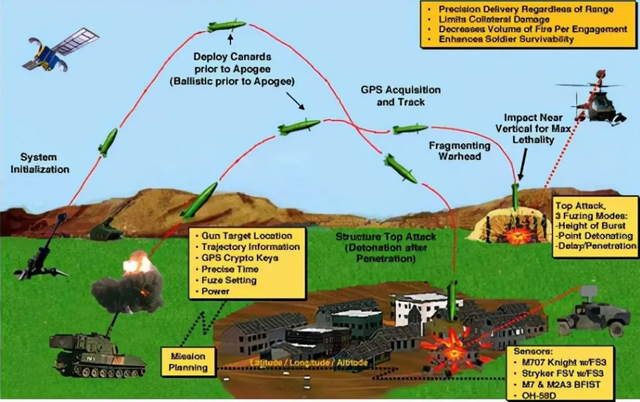 • Precision Delivery Regardless of Range
• Limits Collateral Damage
• Decreases Volume of Fire Per Engagement
• Enhances Soldier Survivability
Deploy Canards
prior to Apogee
(Ballistic prior to Apogee)
GPS Acquisition
and Track
Impact Near
Vertical for Max
Lethality
Fragmenting
Warhead
System
Initialization
Top Attack,
3 Fuzing Modes:
-Height of Burst
-Point Detonating
-Delay/Penetration
• Gun Target Location
• Trajectory Information
• GPS Crypto Keys
• Precise Time
• Fuze Setting
• Power
Structure Top Attack
(Detonation after
Penetration)
Mission
Planning
Latitude / Longitude / Altitude
Sensors:
• M707 Knight w/FS3
• Stryker FSV w/FS3
• M7 & M2A3 BFIST
• OH-58D